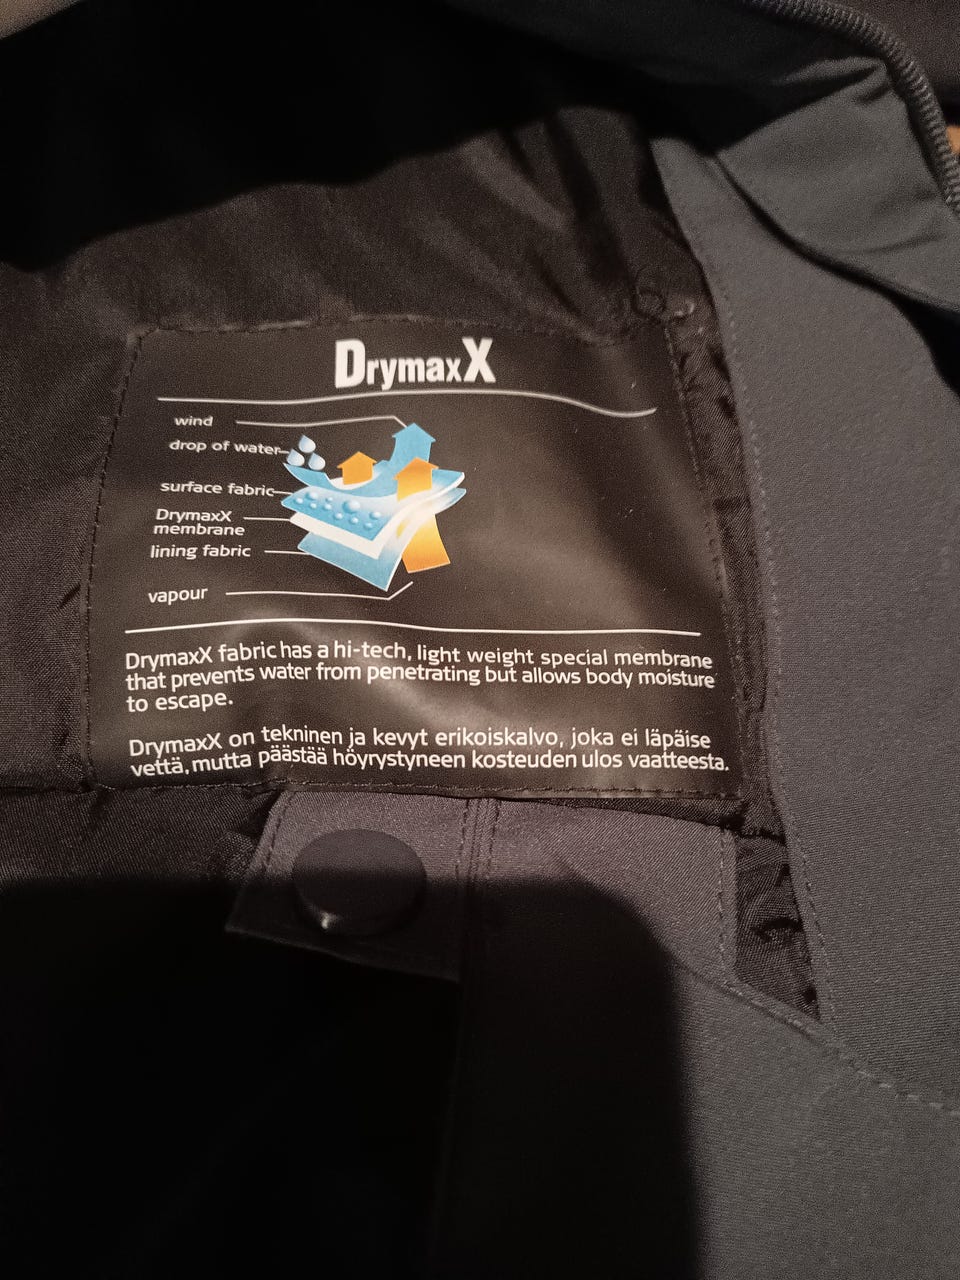 DrymaxX
wind
drop of water
surface fabric
DrymaxX
membrane
lining fabric
vapour
DrymaxX fabric has a hi-tech, light weight special membrane
that prevents water from penetrating but allows body moisture
to escape.
DrymaxX on tekninen ja kevyt erikoiskalvo, joka ei läpäise
vettä, mutta päästää höyrystyneen kosteuden ulos vaatteesta.